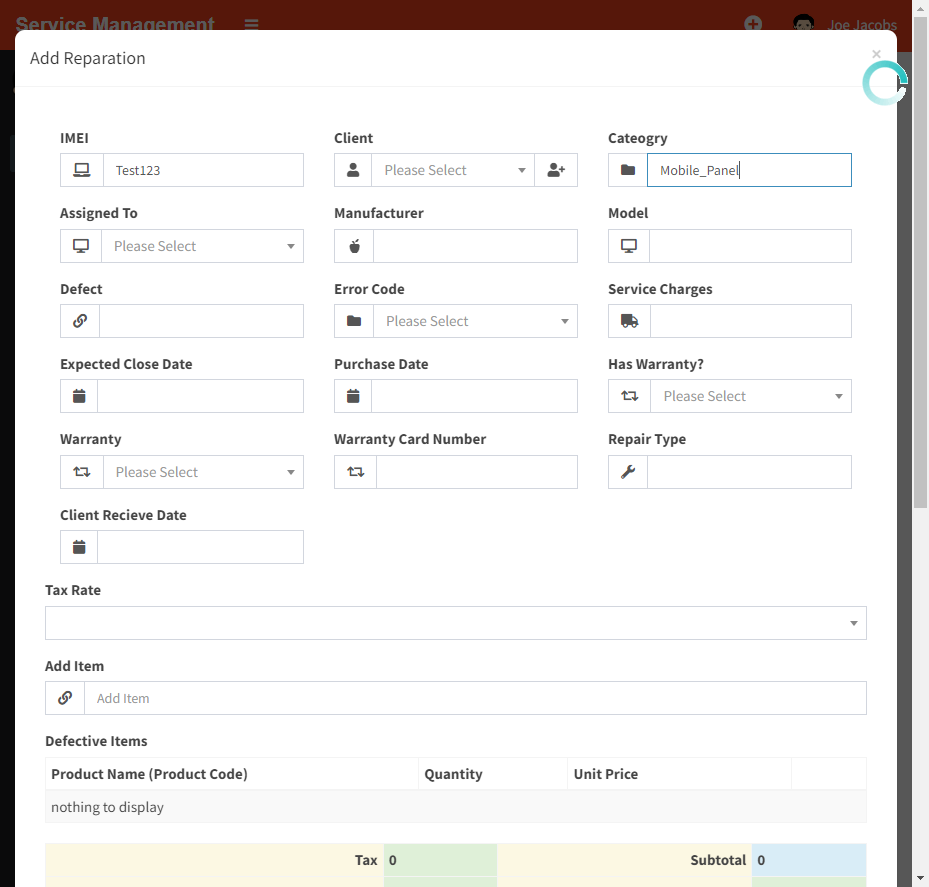 Service Management
Joe Jacobs
Add Reparation
×
IMEI
Client
Cateogry
Test123
Please Select
Mobile_Panel
Assigned To
Manufacturer
Model
Please Select
Defect
Error Code
Service Charges
Please Select
Expected Close Date
Purchase Date
Has Warranty?
Please Select
Warranty
Warranty Card Number
Repair Type
Please Select
Client Recieve Date
Tax Rate
Add Item
Add Item
Defective Items
Product Name (Product Code)
Quantity
Unit Price
nothing to display
Tax
0
Subtotal
0